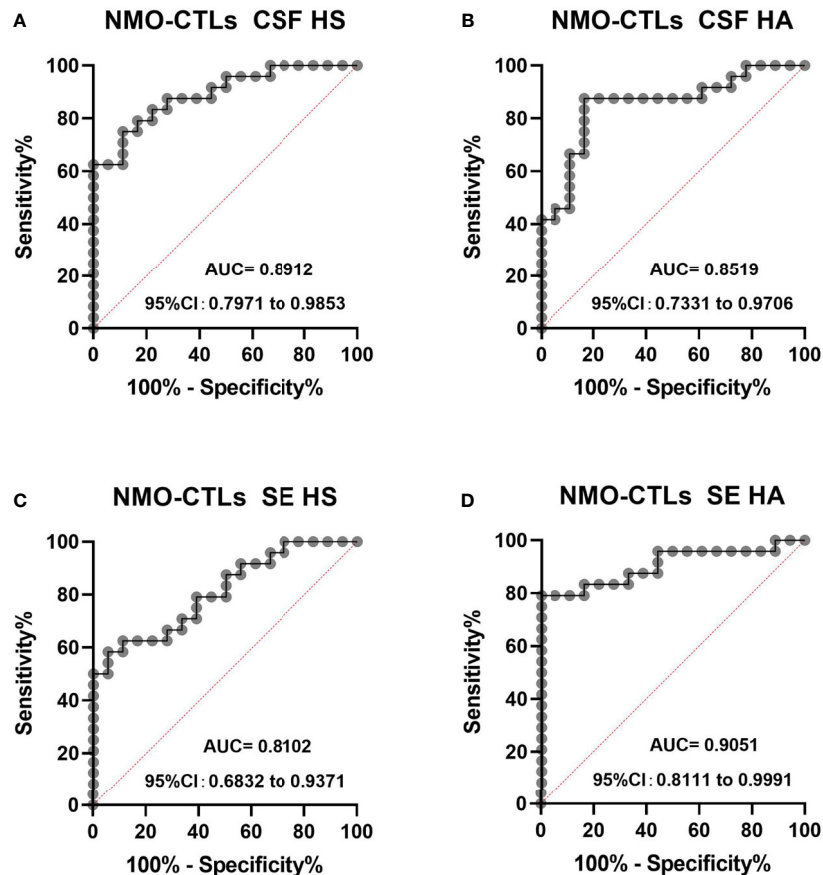 A
NMO-CTLs CSF HS
Sensitivity%
100
80
60
40
20
0
AUC= 0.8912
95%CI: 0.7971 to 0.9853
0 20 40 60 80 100
100% - Specificity%
B
NMO-CTLs CSF HA
Sensitivity%
100
80
60
40
20
0
AUC= 0.8519
95%CI: 0.7331 to 0.9706
0 20 40 60 80 100
100% - Specificity%
C
NMO-CTLs SE HS
Sensitivity%
100
80
60
40
20
0
AUC= 0.8102
95%CI: 0.6832 to 0.9371
0 20 40 60 80 100
100% - Specificity%
D
NMO-CTLs SE HA
Sensitivity%
100
80
60
40
20
0
AUC= 0.9051
95%CI: 0.8111 to 0.9991
0 20 40 60 80 100
100% - Specificity%